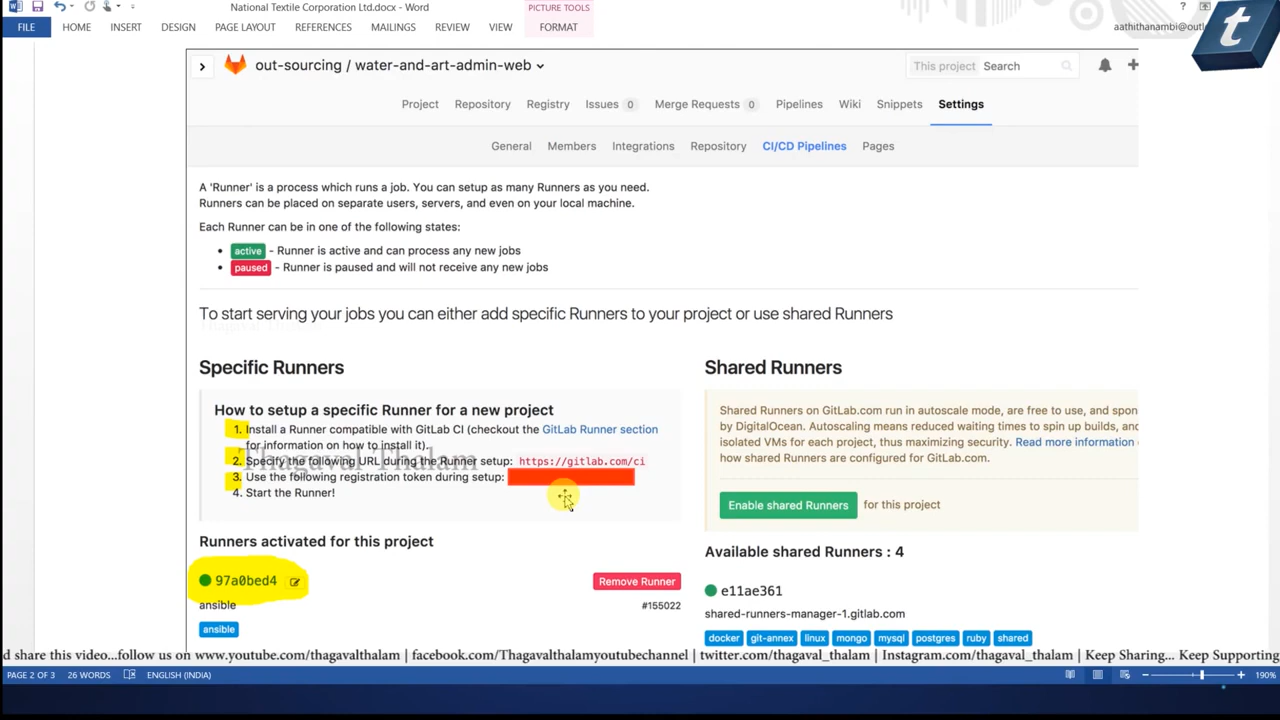 National Textile Corporation Ltd.docx - Word
PICTURE TOOLS
?
FILE HOME INSERT DESIGN PAGE LAYOUT REFERENCES MAILINGS REVIEW VIEW FORMAT
aathithanambi@outl
t
out-sourcing / water-and-art-admin-web
This project Search
Project Repository Registry Issues 0 Merge Requests 0 Pipelines Wiki Snippets Settings
General Members Integrations Repository CI/CD Pipelines Pages
A 'Runner' is a process which runs a job. You can setup as many Runners as you need.
Runners can be placed on separate users, servers, and even on your local machine.
Each Runner can be in one of the following states:
• active - Runner is active and can process any new jobs
• paused - Runner is paused and will not receive any new jobs
To start serving your jobs you can either add specific Runners to your project or use shared Runners
Thagaval Thalam
Specific Runners
How to setup a specific Runner for a new project
1. Install a Runner compatible with GitLab CI (checkout the GitLab Runner section
for information on how to install it).
2. Specify the following URL during the Runner setup: https://gitlab.com/ci
Thagaval Thalam
3. Use the following registration token during setup:
4. Start the Runner!
Runners activated for this project
97a0bed4
Remove Runner
ansible
#155022
ansible
Shared Runners
Shared Runners on GitLab.com run in autoscale mode, are free to use, and spon
by DigitalOcean. Autoscaling means reduced waiting times to spin up builds, and
isolated VMs for each project, thus maximizing security. Read more information
how shared Runners are configured for GitLab.com.
Enable shared Runners for this project
Available shared Runners : 4
e11ae361
shared-runners-manager-1.gitlab.com
docker git-annex linux mongo mysql postgres ruby shared
d share this video...follow us on www.youtube.com/thagavalthalam | facebook.com/Thagavalthalamyoutubechannel | twitter.com/thagaval_thalam | Instagram.com/thagaval_thalam | Keep Sharing... Keep Supporting
PAGE 2 OF 3 26 WORDS ENGLISH (INDIA) 190%